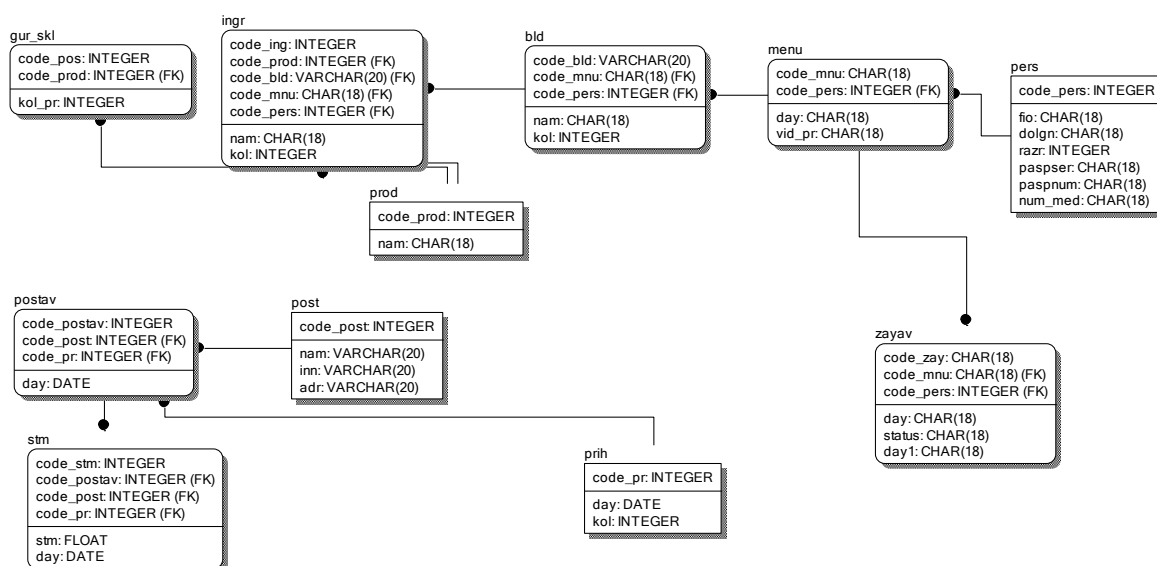 gur_skl
code_pos: INTEGER
code_prod: INTEGER (FK)
kol_pr: INTEGER
ingr
code_ing: INTEGER
code_prod: INTEGER (FK)
code_bld: VARCHAR(20) (FK)
code_mnu: CHAR(18) (FK)
code_pers: INTEGER (FK)
nam: CHAR(18)
kol: INTEGER
bld
code_bld: VARCHAR(20)
code_mnu: CHAR(18) (FK)
code_pers: INTEGER (FK)
nam: CHAR(18)
kol: INTEGER
menu
code_mnu: CHAR(18)
code_pers: INTEGER (FK)
day: CHAR(18)
vid_pr: CHAR(18)
pers
code_pers: INTEGER
fio: CHAR(18)
dolgn: CHAR(18)
razr: INTEGER
paspser: CHAR(18)
paspnum: CHAR(18)
num_med: CHAR(18)
prod
code_prod: INTEGER
nam: CHAR(18)
postav
code_postav: INTEGER
code_post: INTEGER (FK)
code_pr: INTEGER (FK)
day: DATE
post
code_post: INTEGER
nam: VARCHAR(20)
inn: VARCHAR(20)
adr: VARCHAR(20)
zayav
code_zay: CHAR(18)
code_mnu: CHAR(18) (FK)
code_pers: INTEGER (FK)
day: CHAR(18)
status: CHAR(18)
day1: CHAR(18)
stm
code_stm: INTEGER
code_postav: INTEGER (FK)
code_post: INTEGER (FK)
code_pr: INTEGER (FK)
stm: FLOAT
day: DATE
prih
code_pr: INTEGER
day: DATE
kol: INTEGER